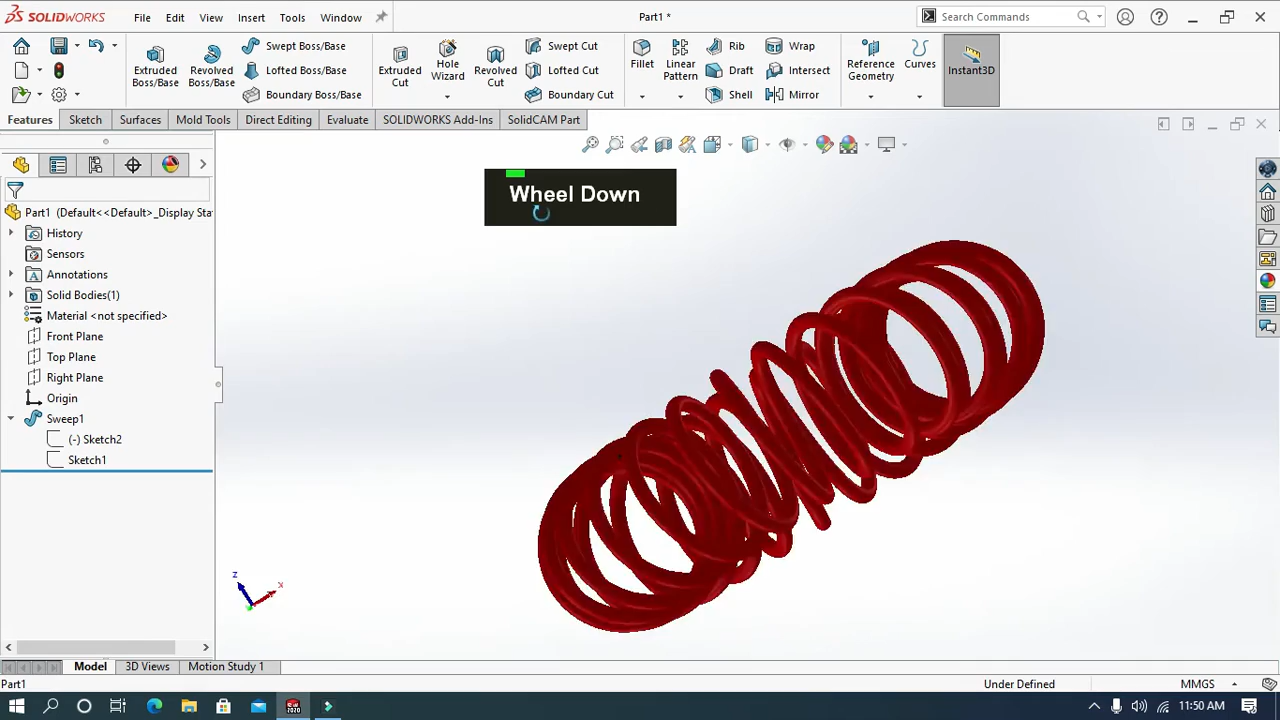 SOLIDWORKS
File Edit View Insert Tools Window
Part1 *
Search Commands
Extruded Boss/Base
Revolved Boss/Base
Swept Boss/Base
Lofted Boss/Base
Boundary Boss/Base
Extruded Cut
Hole Wizard
Revolved Cut
Swept Cut
Lofted Cut
Boundary Cut
Fillet
Linear Pattern
Rib
Draft
Shell
Wrap
Intersect
Mirror
Reference Geometry
Curves
Instant3D
Features Sketch Surfaces Mold Tools Direct Editing Evaluate SOLIDWORKS Add-Ins SolidCAM Part
Wheel Down
Part1 (Default<<Default>_Display Sta
History
Sensors
Annotations
Solid Bodies(1)
Material <not specified>
Front Plane
Top Plane
Right Plane
Origin
Sweep1
(-) Sketch2
Sketch1
z
x
Model 3D Views Motion Study 1
Part1
Under Defined
MMGS
11:50 AM